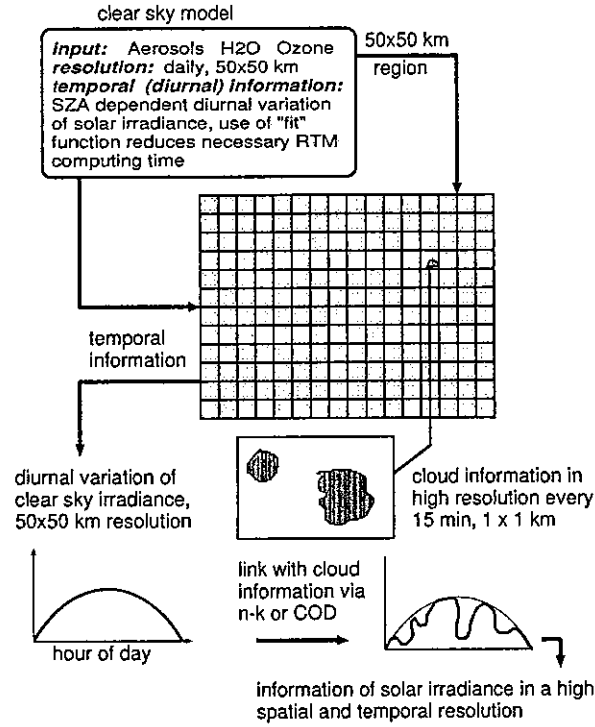 clear sky model
input: Aerosols H2O Ozone
resolution: daily, 50x50 km
temporal (diurnal) information:
SZA dependent diurnal variation
of solar irradiance, use of "fit"
function reduces necessary RTM
computing time
50x50 km
region
temporal
information
diurnal variation of
clear sky irradiance,
50x50 km resolution
cloud information in
high resolution every
15 min, 1 x 1 km
link with cloud
information via
n-k or COD
hour of day
information of solar irradiance in a high
spatial and temporal resolution